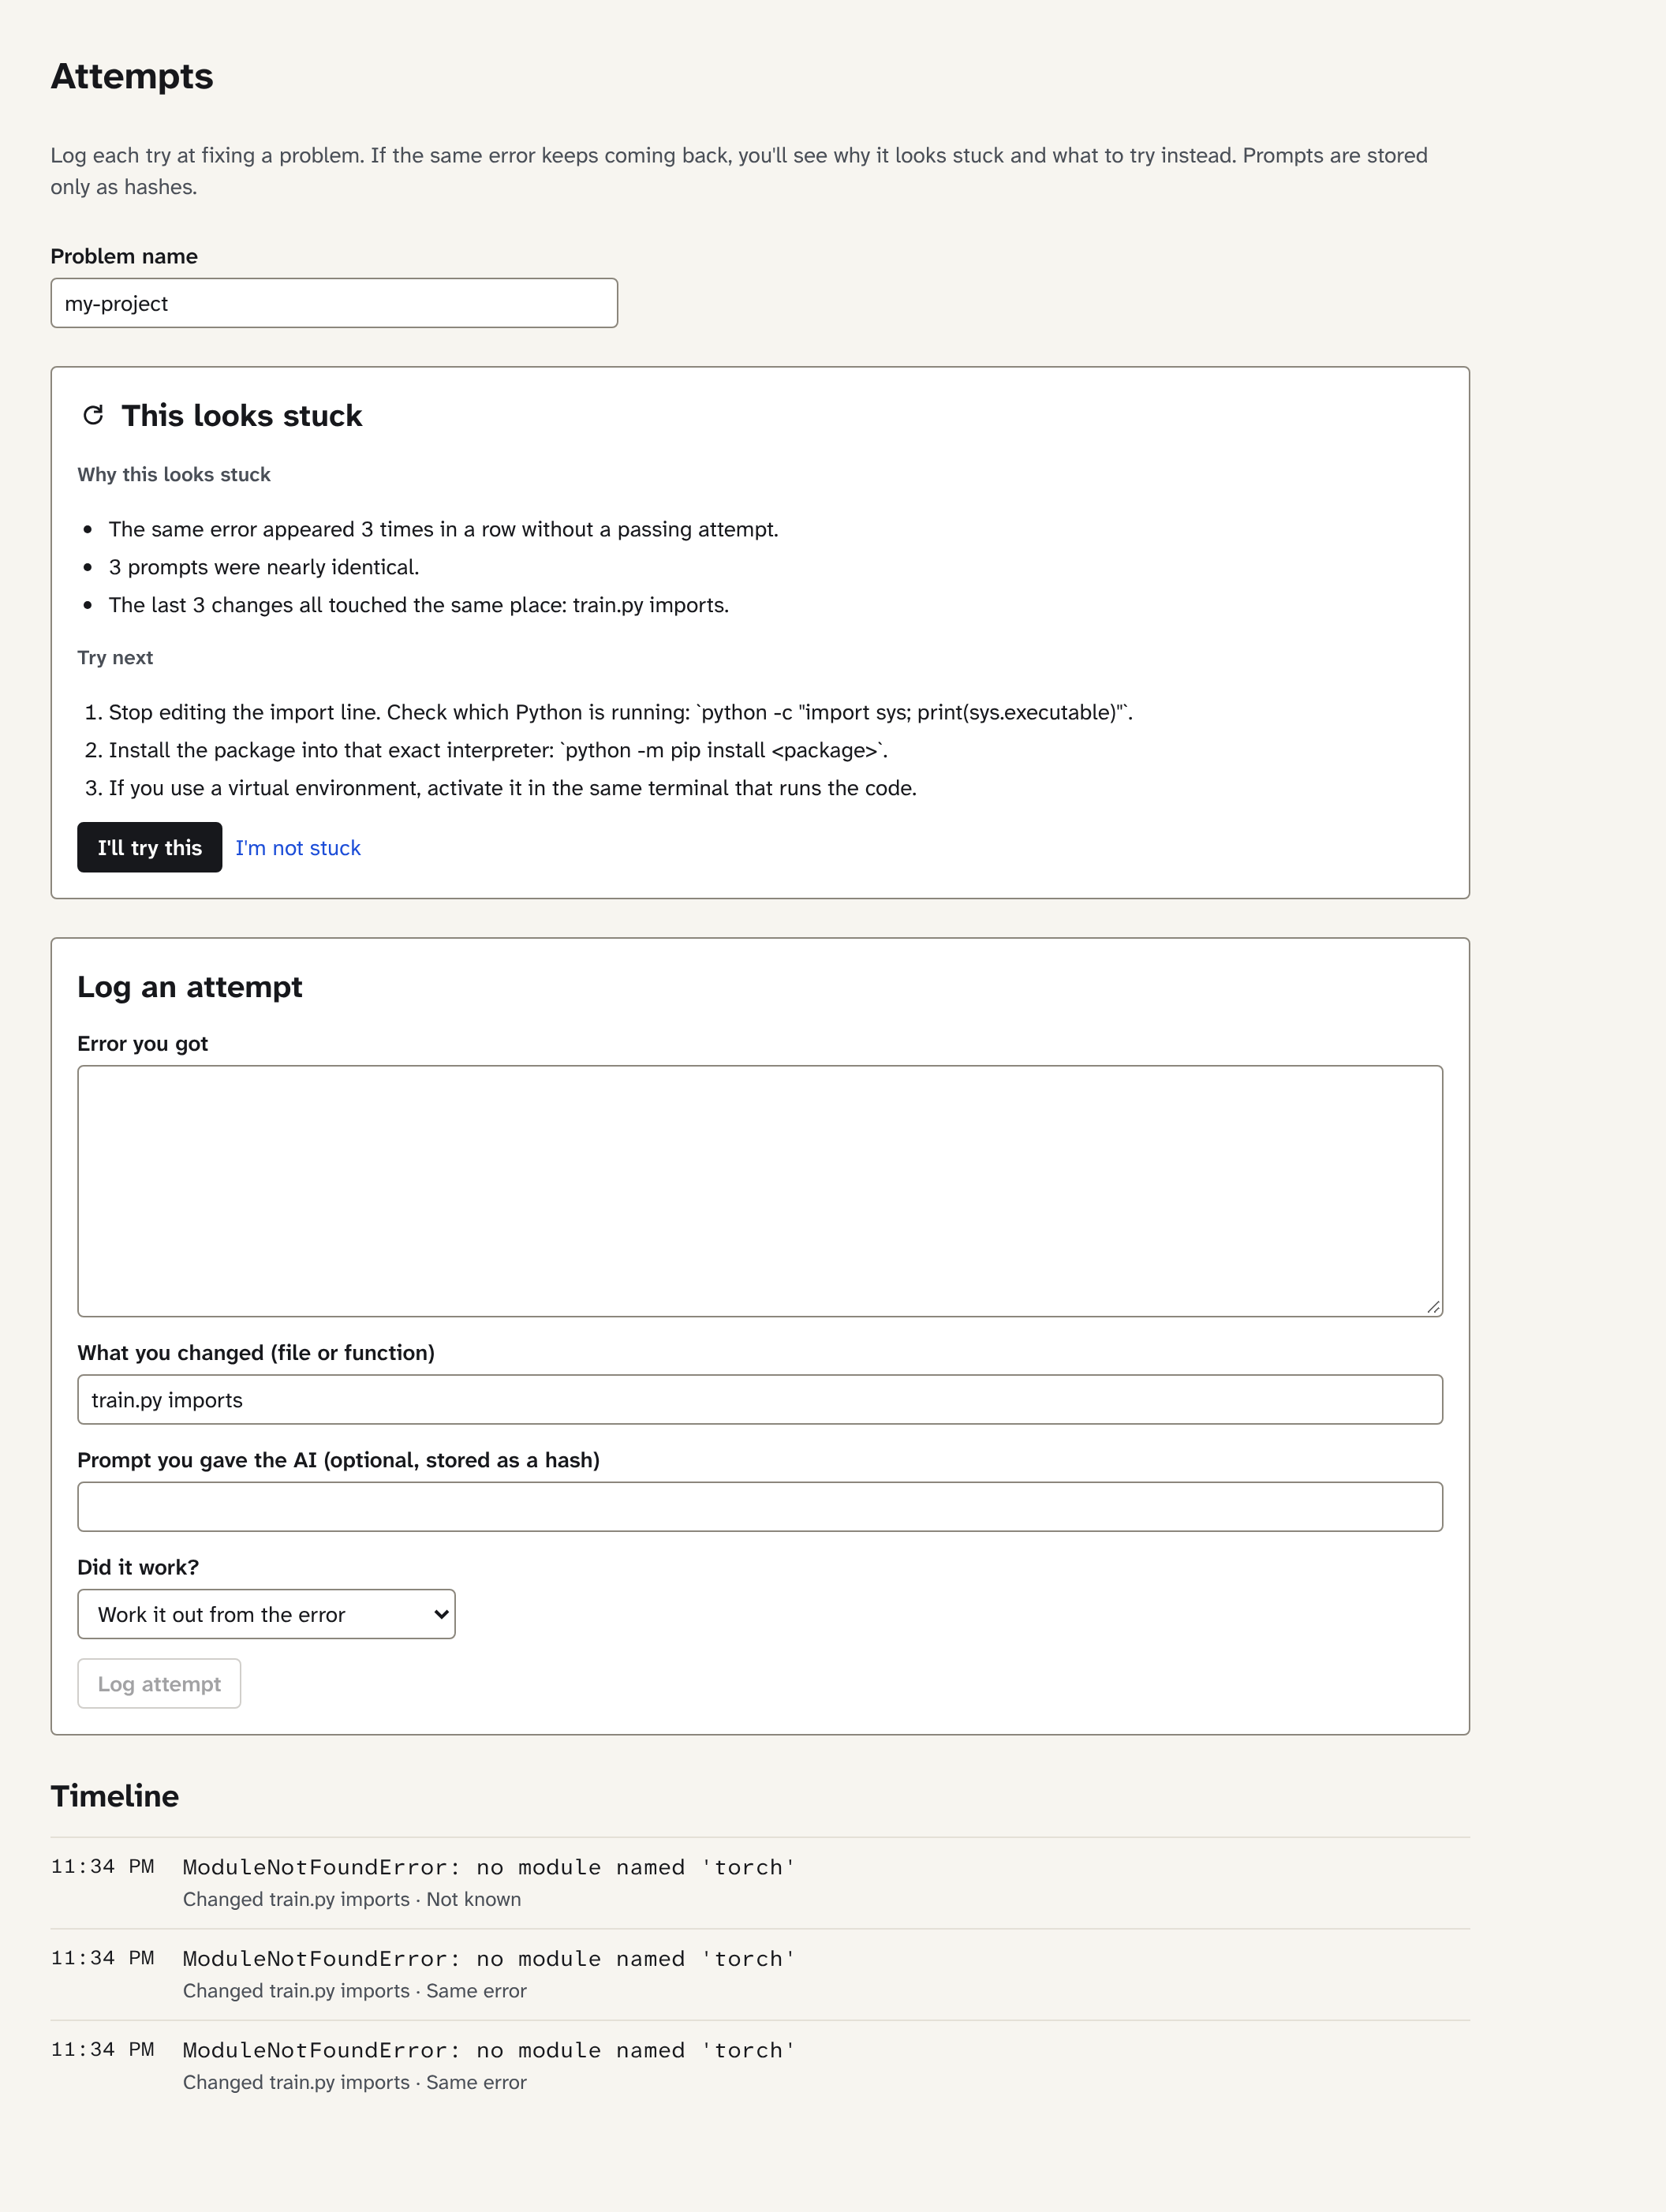 Attempts
Log each try at fixing a problem. If the same error keeps coming back, you'll see why it looks stuck and what to try instead. Prompts are stored
only as hashes.
Problem name
my-project
This looks stuck
Why this looks stuck
• The same error appeared 3 times in a row without a passing attempt.
• 3 prompts were nearly identical.
• The last 3 changes all touched the same place: train.py imports.
Try next
1. Stop editing the import line. Check which Python is running: `python -c "import sys; print(sys.executable)"`.
2. Install the package into that exact interpreter: `python -m pip install <package>`.
3. If you use a virtual environment, activate it in the same terminal that runs the code.
I'll try this I'm not stuck
Log an attempt
Error you got
What you changed (file or function)
train.py imports
Prompt you gave the AI (optional, stored as a hash)
Did it work?
Work it out from the error
Log attempt
Timeline
11:34 PM ModuleNotFoundError: no module named 'torch'
Changed train.py imports · Not known
11:34 PM ModuleNotFoundError: no module named 'torch'
Changed train.py imports · Same error
11:34 PM ModuleNotFoundError: no module named 'torch'
Changed train.py imports · Same error